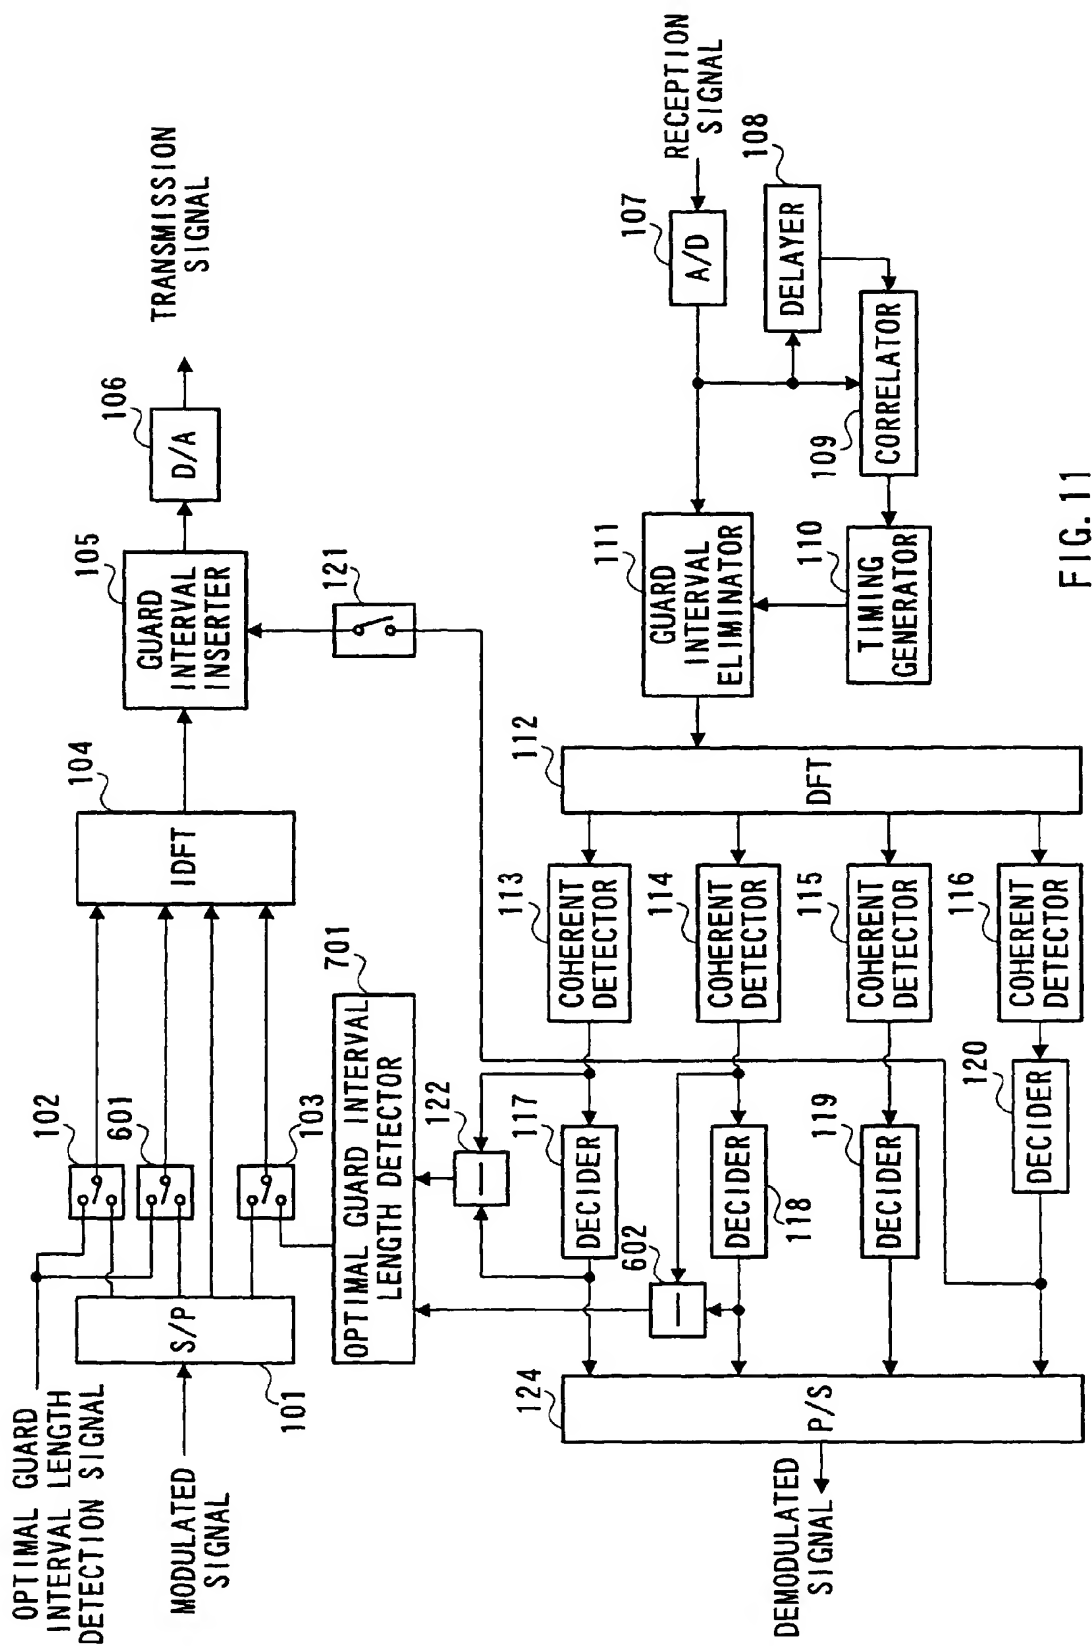 OPTIMAL GUARD
INTERVAL LENGTH
DETECTION SIGNAL
MODULATED
SIGNAL
101
S/P
102
601
103
104
IDFT
105
GUARD
INTERVAL
INSERTER
106
D/A
TRANSMISSION
SIGNAL
121
701
OPTIMAL GUARD INTERVAL
LENGTH DETECTOR
122
602
DEMODULATED
SIGNAL
124
P/S
117
DECIDER
DECIDER
118
119
DECIDER
120
DECIDER
113
COHERENT
DETECTOR
114
COHERENT
DETECTOR
115
COHERENT
DETECTOR
116
COHERENT
DETECTOR
112
DFT
111
GUARD
INTERVAL
ELIMINATOR
110
TIMING
GENERATOR
109
CORRELATOR
108
DELAYER
107
A/D
RECEPTION
SIGNAL
FIG. 11